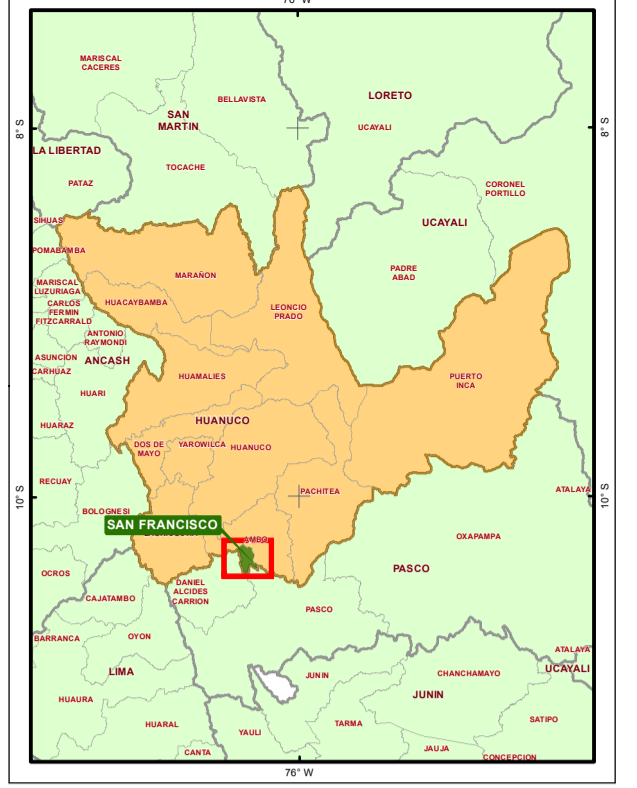 76° W
MARISCAL
CACERES
BELLAVISTA
LORETO
SAN
MARTIN
UCAYALI
8° S
8° S
LA LIBERTAD
TOCACHE
PATAZ
CORONEL
PORTILLO
SIHUAS
UCAYALI
POMABAMBA
MARAÑON
PADRE
ABAD
MARISCAL
LUZURIAGA
HUACAYBAMBA
CARLOS
FERMIN
FITZCARRALD
LEONCIO
PRADO
ANTONIO
RAYMONDI
ASUNCION
ANCASH
CARHUAZ
HUAMALIES
PUERTO
INCA
HUARI
HUANUCO
HUARAZ
DOS DE
MAYO
YAROWILCA
HUANUCO
RECUAY
PACHITEA
ATALAYA
10° S
10° S
BOLOGNESI
SAN FRANCISCO
AMBO
OXAPAMPA
PASCO
OCROS
DANIEL
ALCIDES
CARRION
CAJATAMBO
PASCO
BARRANCA
OYON
ATALAYA
LIMA
JUNIN
CHANCHAMAYO
UCAYALI
HUAURA
JUNIN
HUARAL
YAULI
TARMA
SATIPO
CANTA
JAUJA
CONCEPCION
76° W